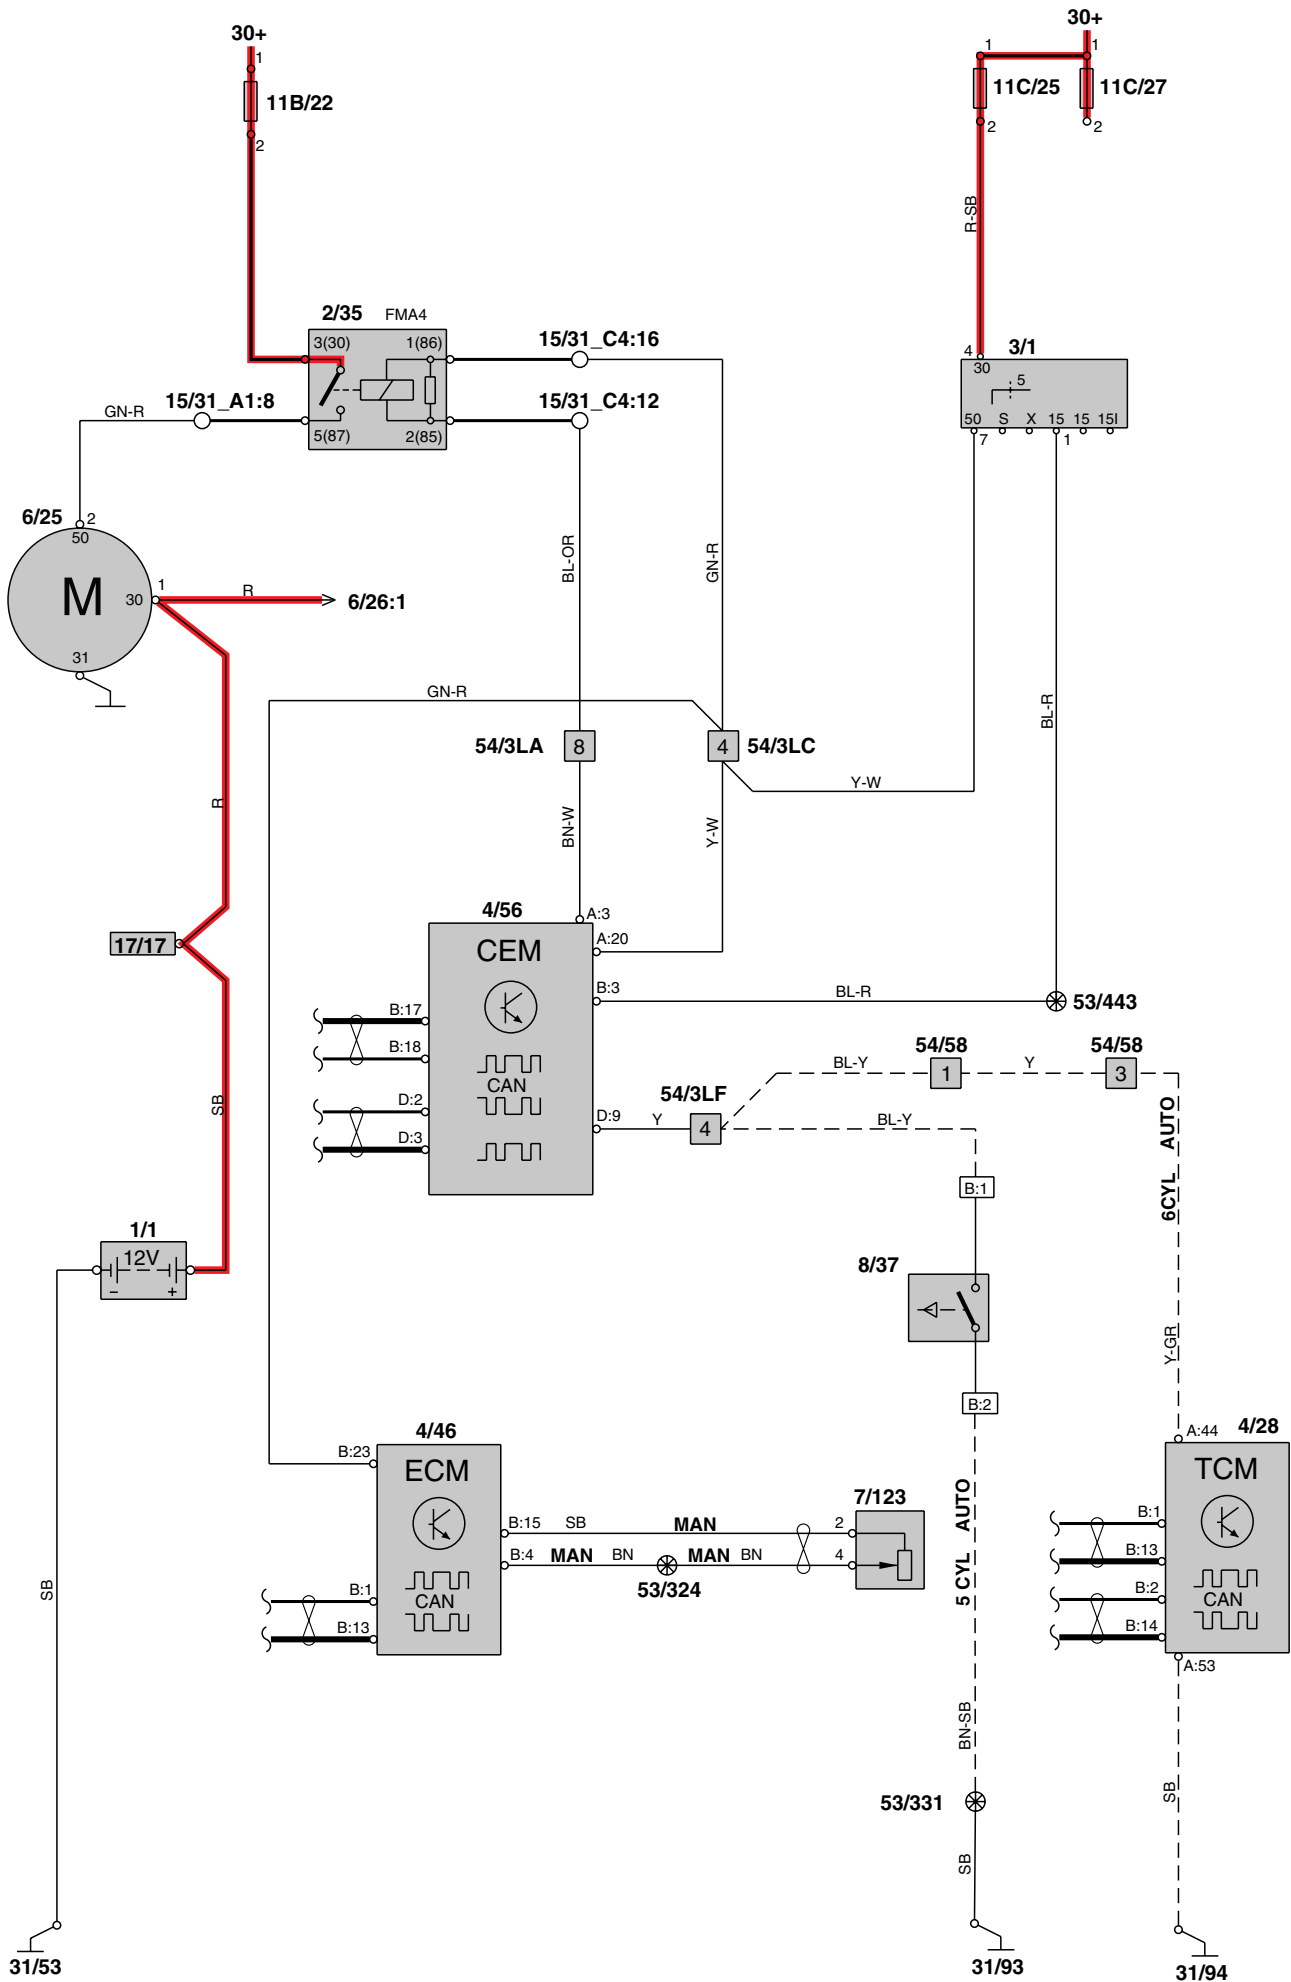 30+
30+
1
11B/22
2
1
1
11C/25
11C/27
2
2
R-SB
2/35
FMA4
3(30)
1(86)
5(87)
2(85)
15/31_C4:16
15/31_C4:12
15/31_A1:8
GN-R
4
3/1
30
5
50
S
X
15
15
15I
7
1
6/25
2
50
M
30
1
31
R
6/26:1
BL-OR
GN-R
GN-R
BL-R
54/3LA
8
4
54/3LC
Y-W
R
BN-W
Y-W
17/17
4/56
A:3
CEM
A:20
B:3
BL-R
53/443
B:17
B:18
CAN
D:2
D:3
D:9
Y
54/3LF
4
BL-Y
54/58
1
Y
54/58
3
BL-Y
SB
6CYL AUTO
B:1
1/1
12V
–
+
8/37
Y-GR
B:2
4/46
A:44
4/28
B:23
ECM
TCM
7/123
B:15
SB
MAN
2
B:4
MAN
BN
MAN
BN
4
53/324
B:1
CAN
B:13
5 CYL AUTO
B:1
B:13
B:2
CAN
B:14
A:53
SB
BN-SB
SB
53/331
SB
31/53
31/93
31/94